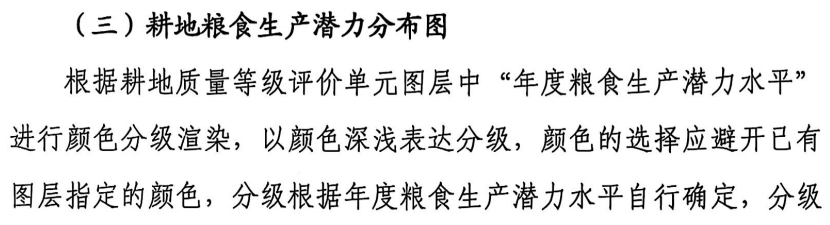 （三）耕地粮食生产潜力分布图
根据耕地质量等级评价单元图层中“年度粮食生产潜力水平”
进行颜色分级渲染，以颜色深浅表达分级，颜色的选择应避开已有
图层指定的颜色，分级根据年度粮食生产潜力水平自行确定，分级